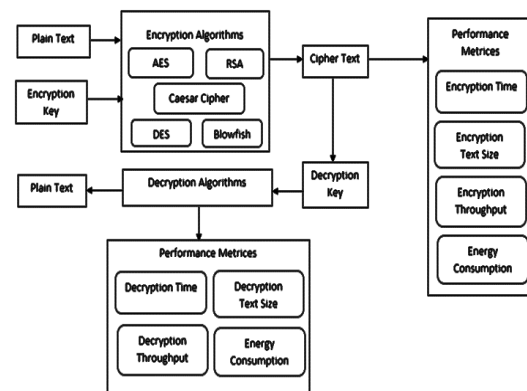 Plain Text
Encryption
Key
Encryption Algorithms
AES
RSA
Caesar Cipher
DES
Blowfish
Cipher Text
Performance
Metrices
Encryption Time
Encryption
Text Size
Encryption
Throughput
Energy
Consumption
Plain Text
Decryption Algorithms
Decryption
Key
Performance Metrices
Decryption Time
Decryption
Text Size
Decryption
Throughput
Energy
Consumption